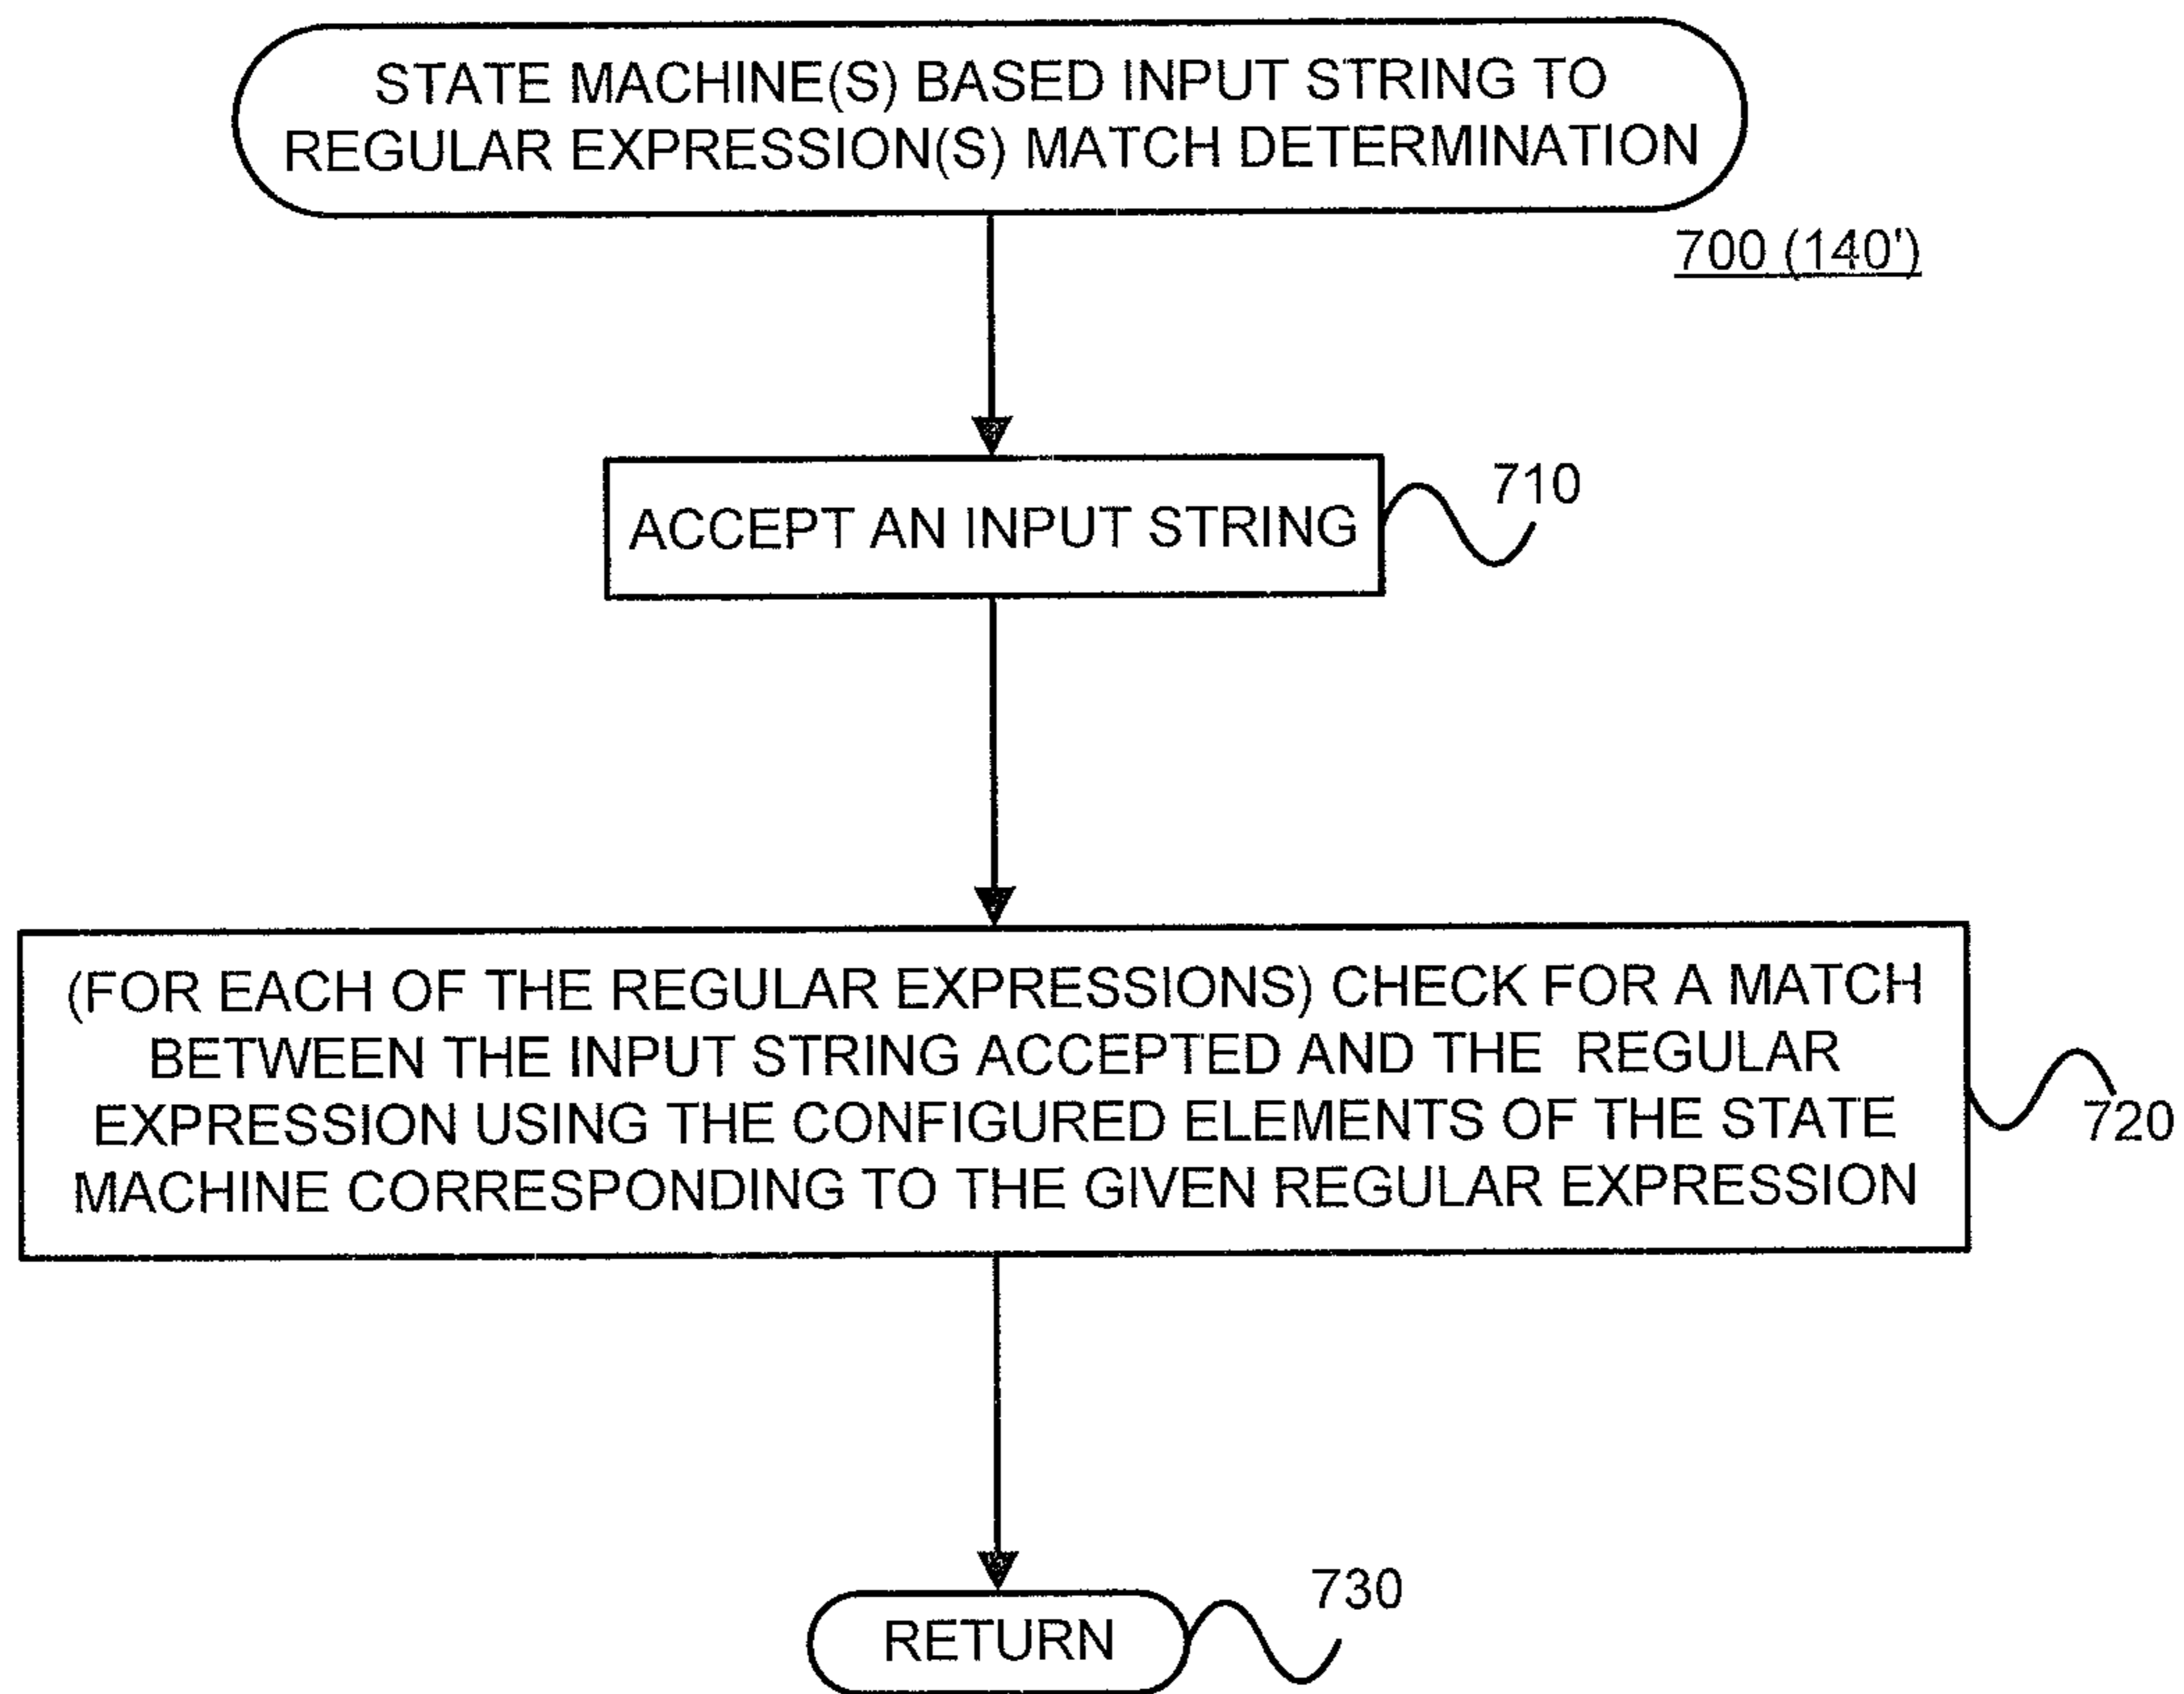 STATE MACHINE(S) BASED INPUT STRING TO
REGULAR EXPRESSION(S) MATCH DETERMINATION
700 (140')
ACCEPT AN INPUT STRING
710
(FOR EACH OF THE REGULAR EXPRESSIONS) CHECK FOR A MATCH
BETWEEN THE INPUT STRING ACCEPTED AND THE REGULAR
EXPRESSION USING THE CONFIGURED ELEMENTS OF THE STATE
MACHINE CORRESPONDING TO THE GIVEN REGULAR EXPRESSION
720
RETURN
730